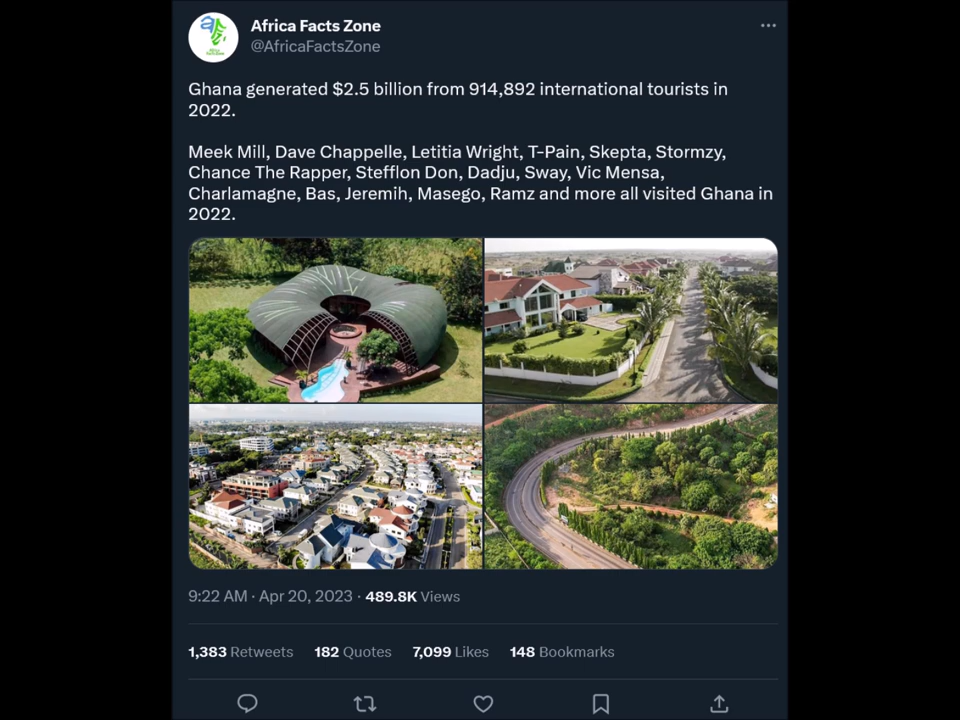 Africa Facts Zone
@AfricaFactsZone
Ghana generated $2.5 billion from 914,892 international tourists in
2022.
Meek Mill, Dave Chappelle, Letitia Wright, T-Pain, Skepta, Stormzy,
Chance The Rapper, Stefflon Don, Dadju, Sway, Vic Mensa,
Charlamagne, Bas, Jeremih, Masego, Ramz and more all visited Ghana in
2022.
9:22 AM · Apr 20, 2023 · 489.8K Views
1,383 Retweets 182 Quotes 7,099 Likes 148 Bookmarks